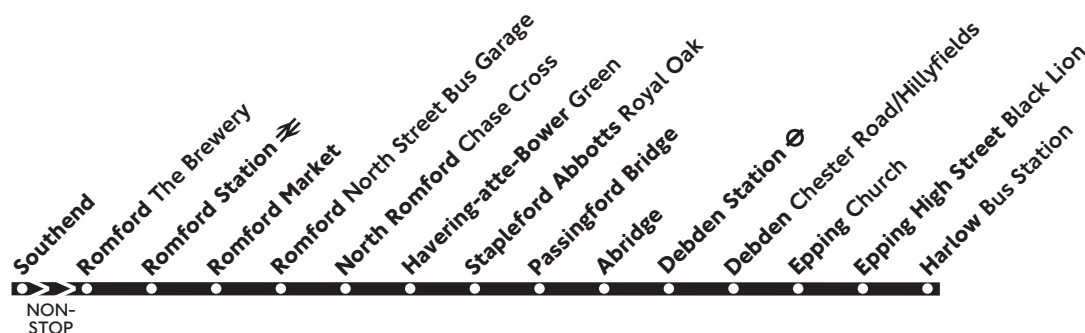 Southend
Romford The Brewery
Romford Station
Romford Market
Romford North Street Bus Garage
North Romford Chase Cross
Havering-atte-Bower Green
Stapleford Abbotts Royal Oak
Passingford Bridge
Abridge
Debden Station
Debden Chester Road/Hillyfields
Epping Church
Epping High Street Black Lion
Harlow Bus Station
NON-
STOP